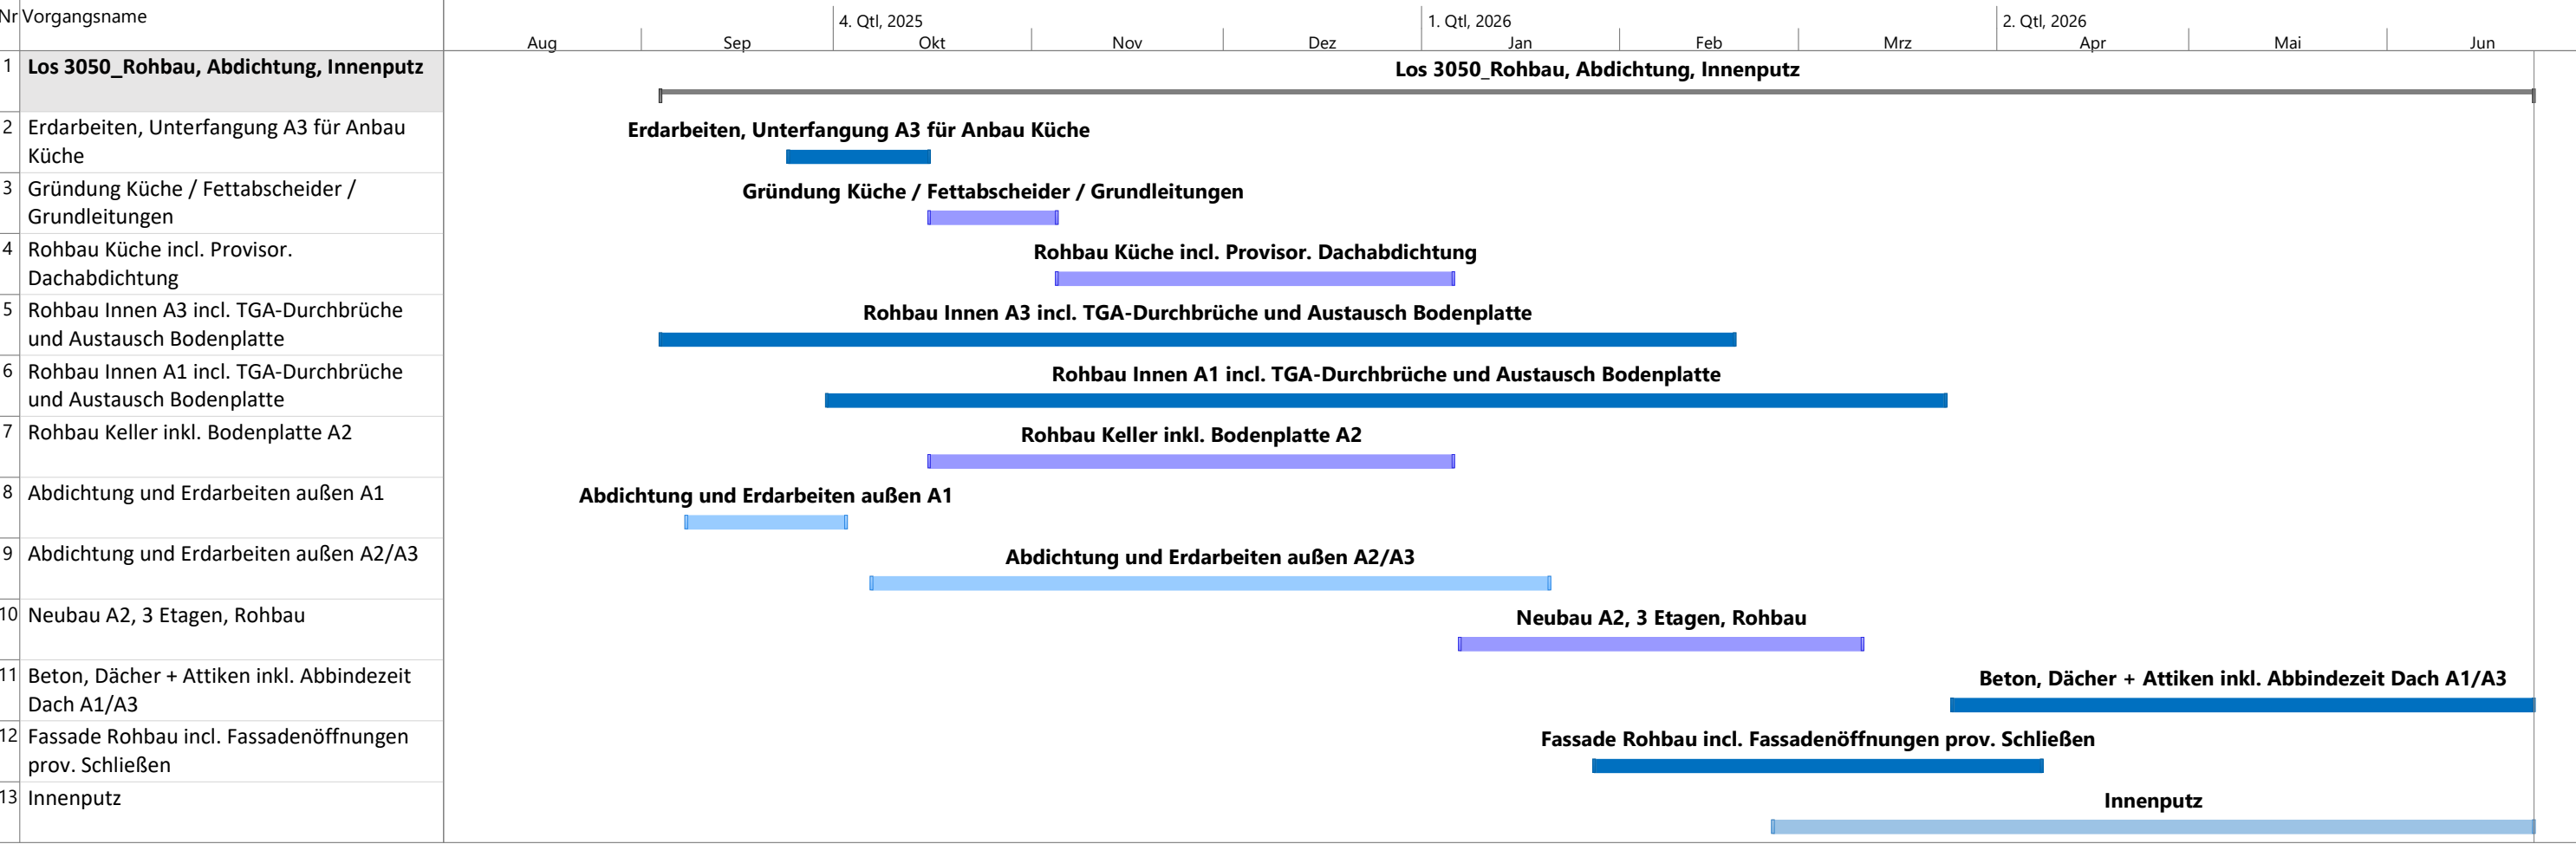 Nr Vorgangsname
4. Qtl, 2025 1. Qtl, 2026 2. Qtl, 2026
Aug Sep Okt Nov Dez Jan Feb Mrz Apr Mai Jun
1 Los 3050_Rohbau, Abdichtung, Innenputz
Los 3050_Rohbau, Abdichtung, Innenputz
2 Erdarbeiten, Unterfangung A3 für Anbau
Küche
Erdarbeiten, Unterfangung A3 für Anbau Küche
3 Gründung Küche / Fettabscheider /
Grundleitungen
Gründung Küche / Fettabscheider / Grundleitungen
4 Rohbau Küche incl. Provisor.
Dachabdichtung
Rohbau Küche incl. Provisor. Dachabdichtung
5 Rohbau Innen A3 incl. TGA-Durchbrüche
und Austausch Bodenplatte
Rohbau Innen A3 incl. TGA-Durchbrüche und Austausch Bodenplatte
6 Rohbau Innen A1 incl. TGA-Durchbrüche
und Austausch Bodenplatte
Rohbau Innen A1 incl. TGA-Durchbrüche und Austausch Bodenplatte
7 Rohbau Keller inkl. Bodenplatte A2
Rohbau Keller inkl. Bodenplatte A2
8 Abdichtung und Erdarbeiten außen A1
Abdichtung und Erdarbeiten außen A1
9 Abdichtung und Erdarbeiten außen A2/A3
Abdichtung und Erdarbeiten außen A2/A3
10 Neubau A2, 3 Etagen, Rohbau
Neubau A2, 3 Etagen, Rohbau
11 Beton, Dächer + Attiken inkl. Abbindezeit
Dach A1/A3
Beton, Dächer + Attiken inkl. Abbindezeit Dach A1/A3
12 Fassade Rohbau incl. Fassadenöffnungen
prov. Schließen
Fassade Rohbau incl. Fassadenöffnungen prov. Schließen
13 Innenputz
Innenputz